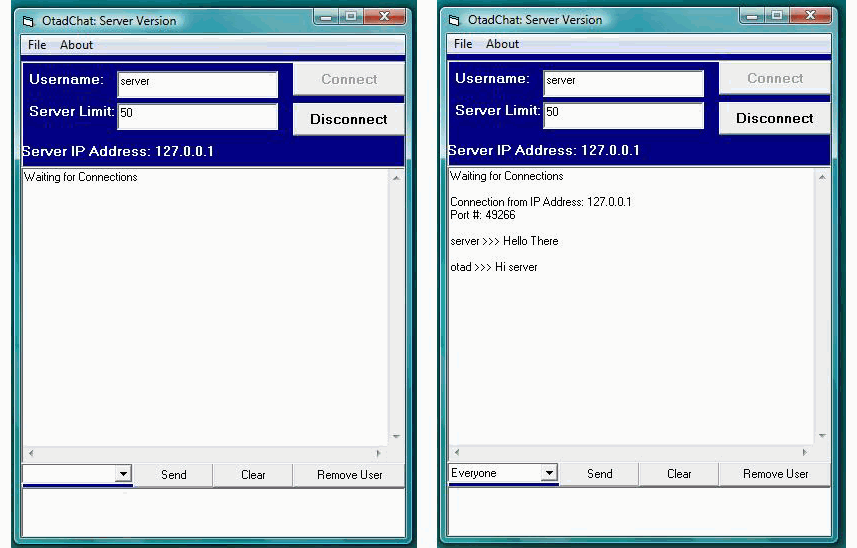 OtadChat: Server Version
File About
Username: server
Connect
Server Limit: 50
Disconnect
Server IP Address: 127.0.0.1
Waiting for Connections
Send Clear Remove User
OtadChat: Server Version
File About
Username: server
Connect
Server Limit: 50
Disconnect
Server IP Address: 127.0.0.1
Waiting for Connections
Connection from IP Address: 127.0.0.1
Port #: 49266
server >>> Hello There
otad >>> Hi server
Everyone Send Clear Remove User